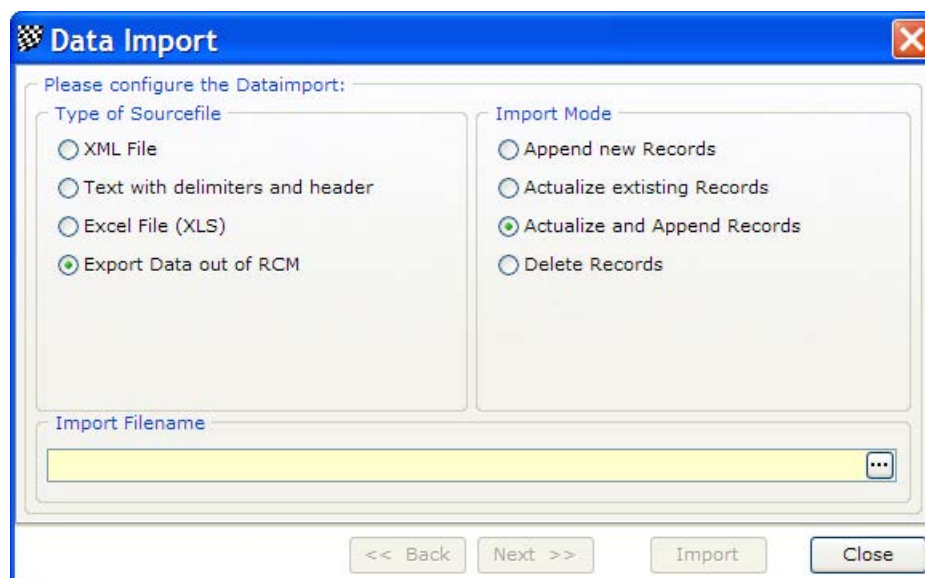 Data Import
Please configure the Dataimport:
Type of Sourcefile
XML File
Text with delimiters and header
Excel File (XLS)
Export Data out of RCM
Import Mode
Append new Records
Actualize extisting Records
Actualize and Append Records
Delete Records
Import Filename
...
<< Back
Next >>
Import
Close